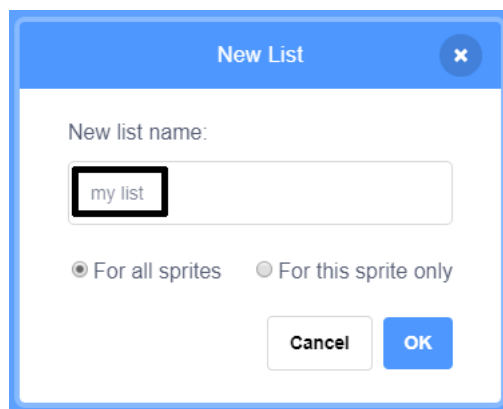 New List
New list name:
my list
For all sprites For this sprite only
Cancel OK